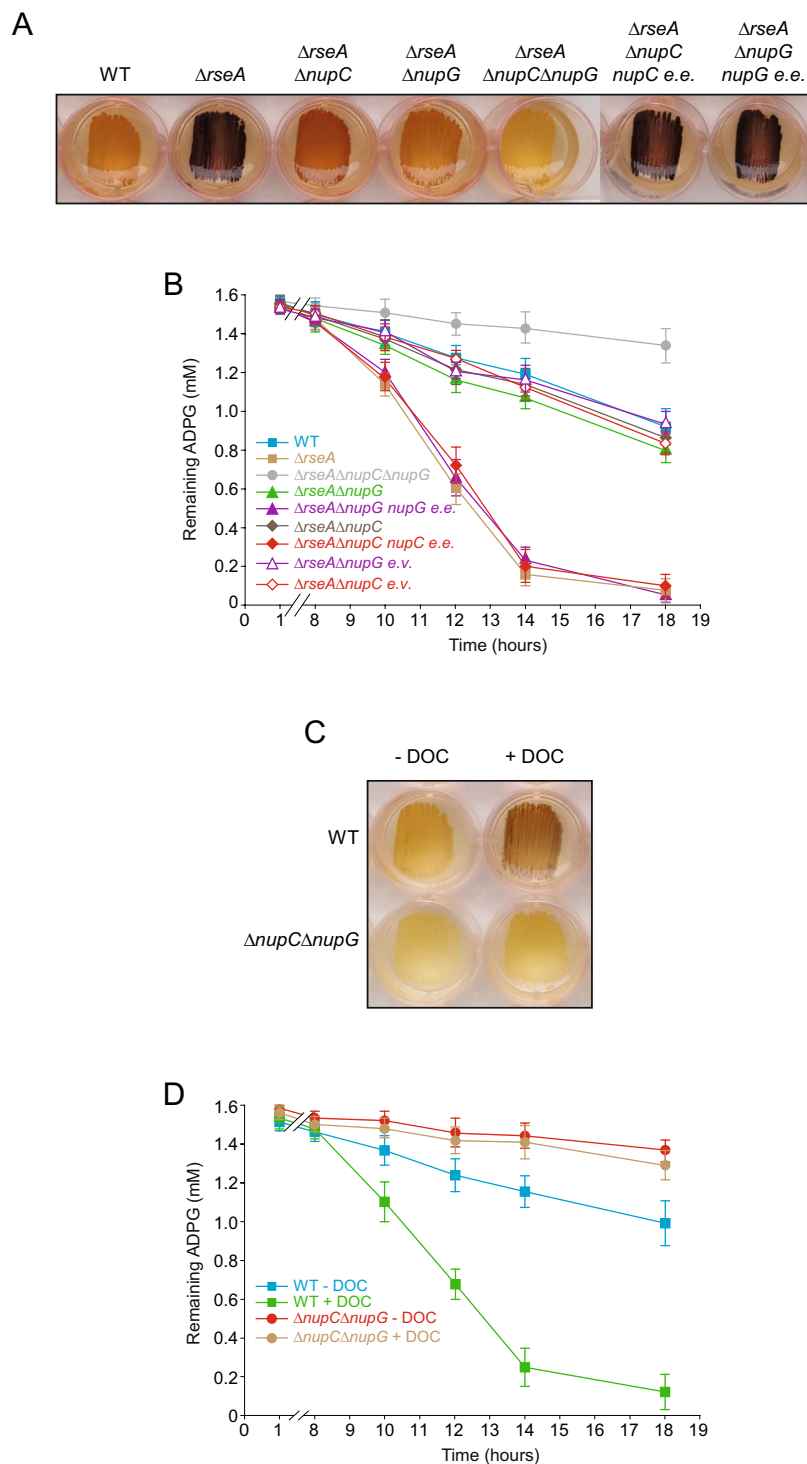 A
WT
ΔrseA
ΔrseA
ΔnupC
ΔrseA
ΔnupG
ΔrseA
ΔnupCΔnupG
ΔrseA
ΔnupC
nupC e.e.
ΔrseA
ΔnupG
nupG e.e.
B
Remaining ADPG (mM)
1.6
1.4
1.2
1.0
0.8
0.6
0.4
0.2
0
WT
ΔrseA
ΔrseAΔnupCΔnupG
ΔrseAΔnupG
ΔrseAΔnupG nupG e.e.
ΔrseAΔnupC
ΔrseAΔnupC nupC e.e.
ΔrseAΔnupG e.v.
ΔrseAΔnupC e.v.
0 1 8 9 10 11 12 13 14 15 16 17 18 19
Time (hours)
C
- DOC + DOC
WT
ΔnupCΔnupG
D
Remaining ADPG (mM)
1.6
1.4
1.2
1.0
0.8
0.6
0.4
0.2
0
WT - DOC
WT + DOC
ΔnupCΔnupG - DOC
ΔnupCΔnupG + DOC
0 1 8 9 10 11 12 13 14 15 16 17 18 19
Time (hours)